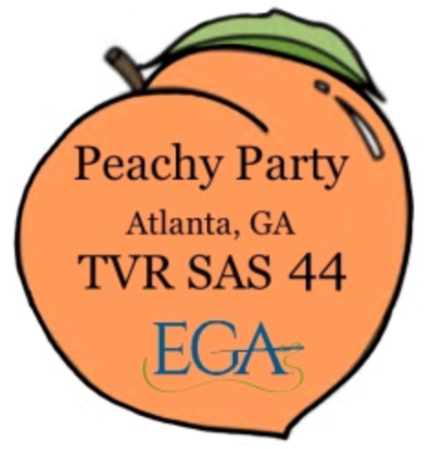 Peachy Party
Atlanta, GA
TVR SAS 44
EGA